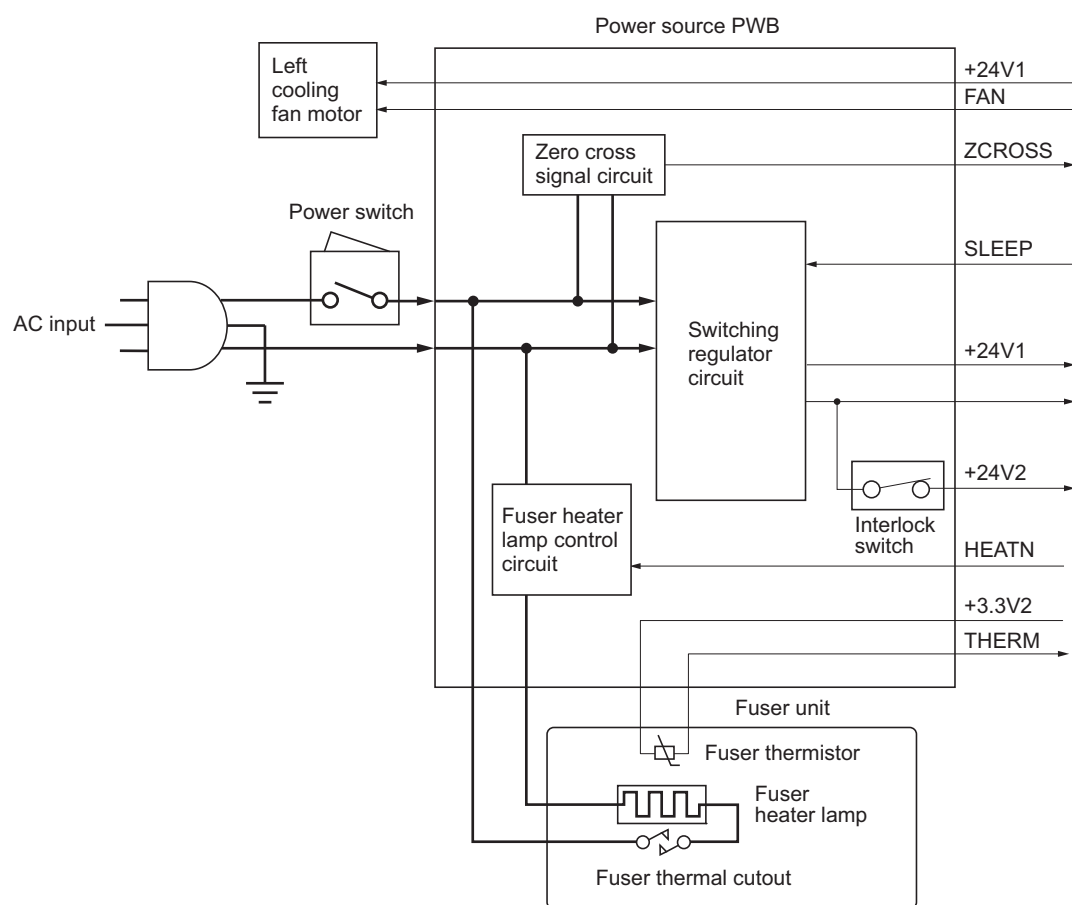 Power source PWB
Left
cooling
fan motor
+24V1
FAN
Zero cross
signal circuit
ZCROSS
Power switch
SLEEP
AC input
Switching
regulator
circuit
+24V1
+24V2
Interlock
switch
Fuser heater
lamp control
circuit
HEATN
+3.3V2
THERM
Fuser unit
Fuser thermistor
Fuser
heater lamp
Fuser thermal cutout